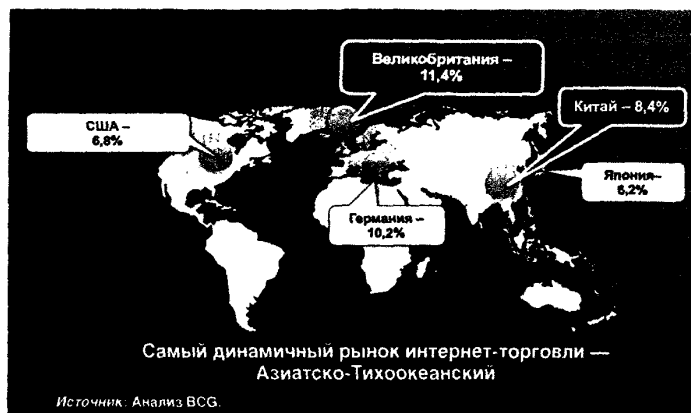 Великобритания –
11,4%
Китай – 8,4%
США –
6,8%
Япония–
6,2%
Германия –
10,2%
Самый динамичный рынок интернет-торговли —
Азиатско-Тихоокеанский
Источник: Анализ BCG.